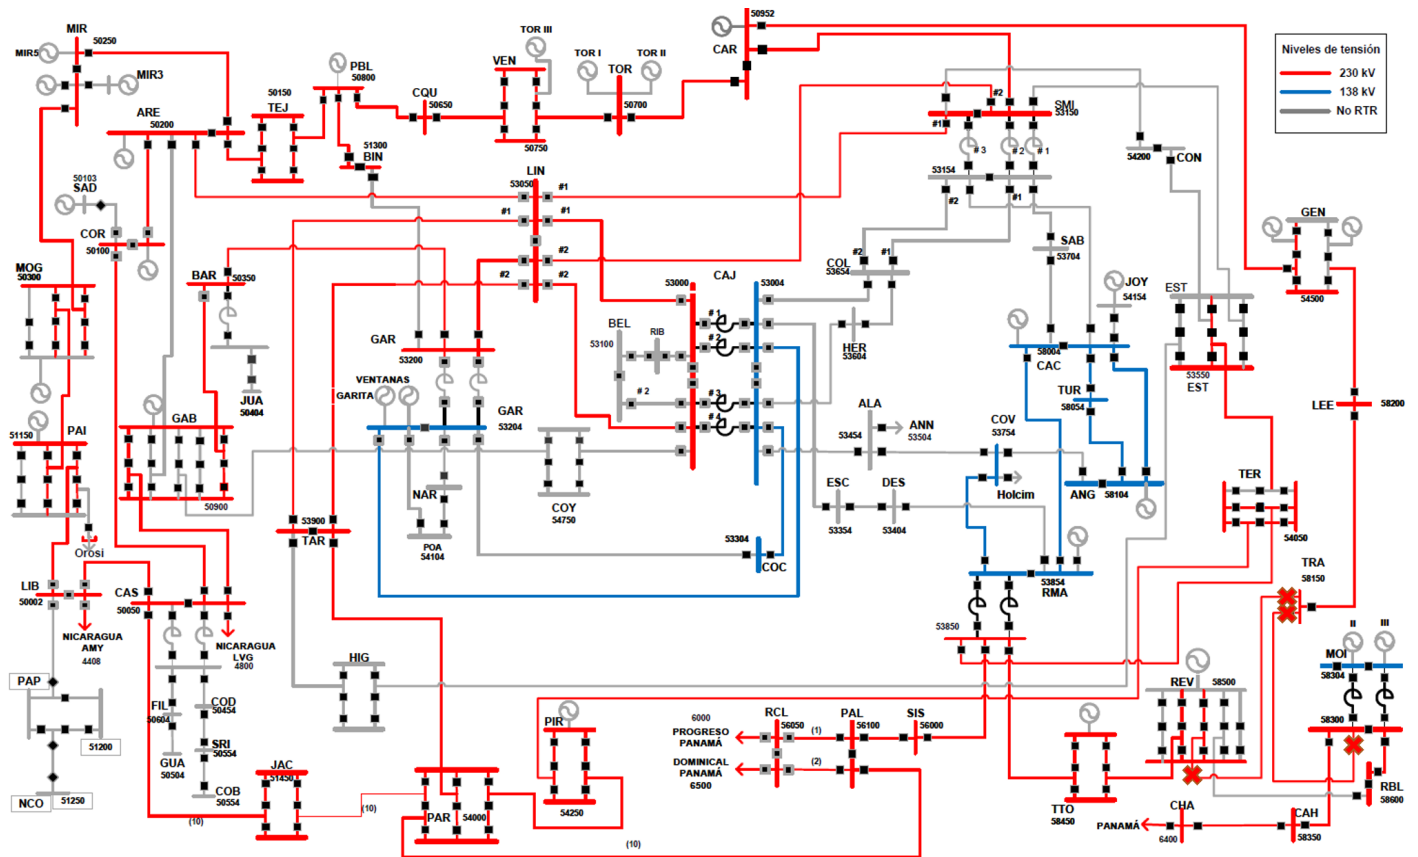 MIR
50250
MIR5
MIR3
ARE
50200
50103
SAD
COR
50100
MOG
50300
51150
PAI
Orosi
LIB
50002
NICARAGUA
AMY
4408
PAP
51200
NCO
51250
50150
TEJ
PBL
50800
51300
BIN
CQU
50650
TOR III
VEN
50750
TOR I
TOR II
TOR
50700
50952
CAR
BAR
50350
JUA
50404
GAB
50900
CAS
50050
NICARAGUA
LVG
4800
FIL
50604
GUA
50504
COD
50454
SRI
50554
COB
50554
JAC
51450
(10)
(10)
(10)
LIN
53050
#1
#1
#1
#2
#2
#2
GAR
53200
VENTANAS
GARITA
GAR
53204
NAR
POA
54104
COY
54750
53900
TAR
HIG
PIR
54250
PAR
54000
BEL
53100
RIB
# 2
53000
CAJ
53004
# 1
# 2
# 3
# 4
53304
COC
COL
53654
#2
#1
HER
53604
ALA
53454
ANN
53504
ESC
53354
DES
53404
COV
53754
Holcim
53854
RMA
53850
#2
SMI
53150
#1
# 3
# 2
# 1
53154
#2
#1
SAB
53704
JOY
54154
58004
CAC
TUR
58054
ANG
58104
54200
CON
EST
53550
EST
GEN
54500
LEE
58200
TER
54050
TRA
58150
II
III
MOI
58304
58300
RBL
58600
REV
58500
TTO
58450
CHA
6400
PANAMÁ
CAH
58350
6000
PROGRESO
PANAMÁ
DOMINICAL
PANAMÁ
6500
RCL
56050
(1)
(2)
PAL
56100
SIS
56000
Niveles de tensión
230 kV
138 kV
No RTR